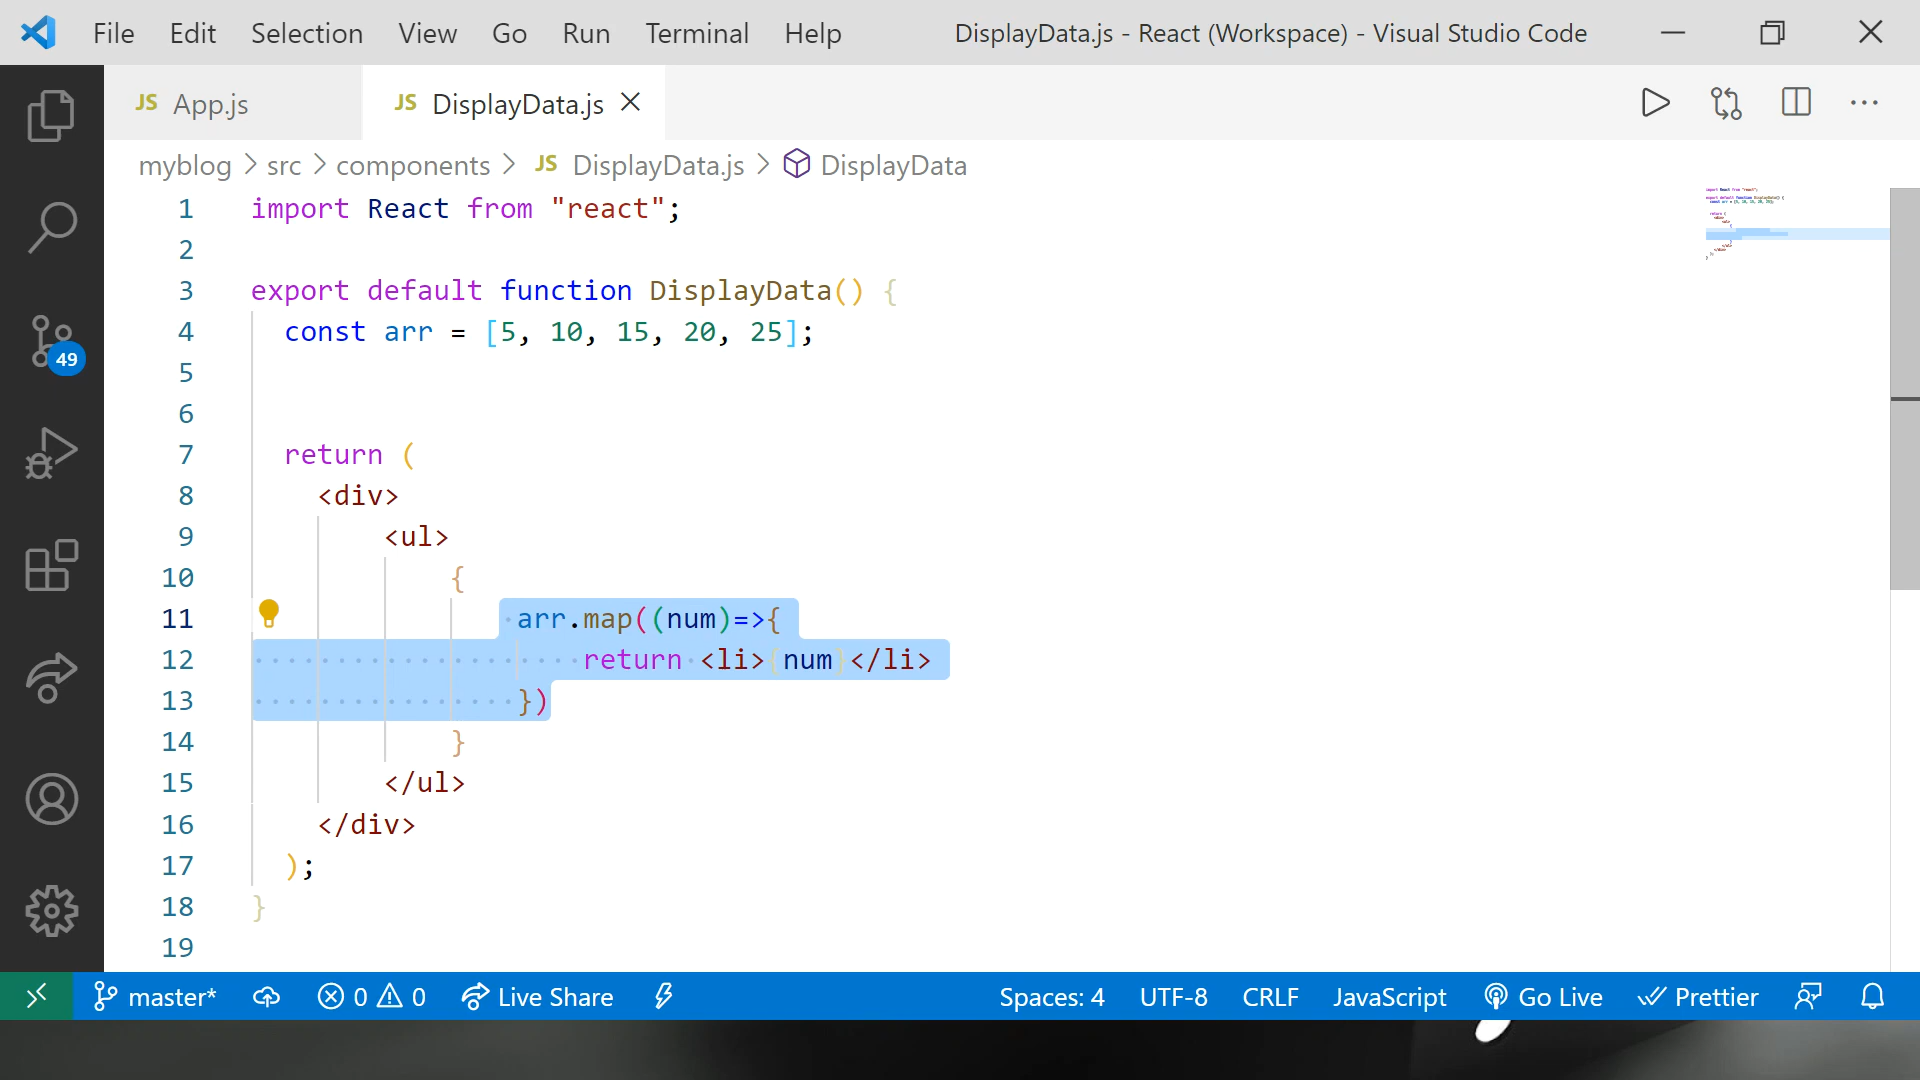 File Edit Selection View Go Run Terminal Help DisplayData.js - React (Workspace) - Visual Studio Code
JS App.js JS DisplayData.js
myblog > src > components > JS DisplayData.js > DisplayData
1 import React from "react";
2
3 export default function DisplayData() {
4 const arr = [5, 10, 15, 20, 25];
5
6
7 return (
8 <div>
9 <ul>
10 {
11 arr.map((num)=>{
12 return <li>{num}</li>
13 })
14 }
15 </ul>
16 </div>
17 );
18 }
19
49
master* 0 0 Live Share Spaces: 4 UTF-8 CRLF JavaScript Go Live Prettier